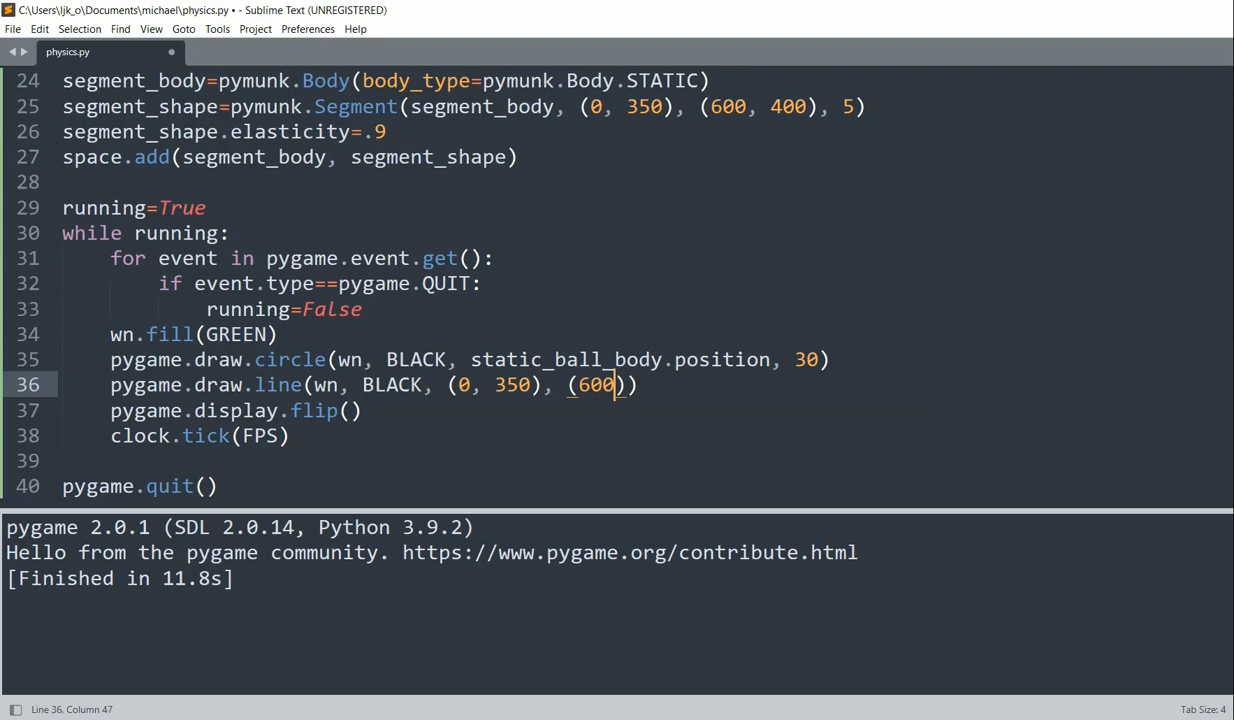 C:\Users\ljk_o\Documents\michael\physics.py • - Sublime Text (UNREGISTERED)
File Edit Selection Find View Goto Tools Project Preferences Help
physics.py
24 segment_body=pymunk.Body(body_type=pymunk.Body.STATIC)
25 segment_shape=pymunk.Segment(segment_body, (0, 350), (600, 400), 5)
26 segment_shape.elasticity=.9
27 space.add(segment_body, segment_shape)
28
29 running=True
30 while running:
31     for event in pygame.event.get():
32         if event.type==pygame.QUIT:
33             running=False
34     wn.fill(GREEN)
35     pygame.draw.circle(wn, BLACK, static_ball_body.position, 30)
36     pygame.draw.line(wn, BLACK, (0, 350), (600))
37     pygame.display.flip()
38     clock.tick(FPS)
39
40 pygame.quit()
pygame 2.0.1 (SDL 2.0.14, Python 3.9.2)
Hello from the pygame community. https://www.pygame.org/contribute.html
[Finished in 11.8s]
Line 36, Column 47 Tab Size: 4